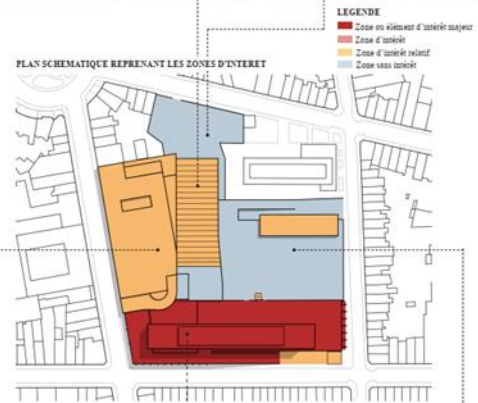 LEGENDE
Zone ou élément d'intérêt majeur
Zone d'intérêt
Zone d'intérêt relatif
Zone sans intérêt
PLAN SCHEMATIQUE REPRENANT LES ZONES D'INTERET